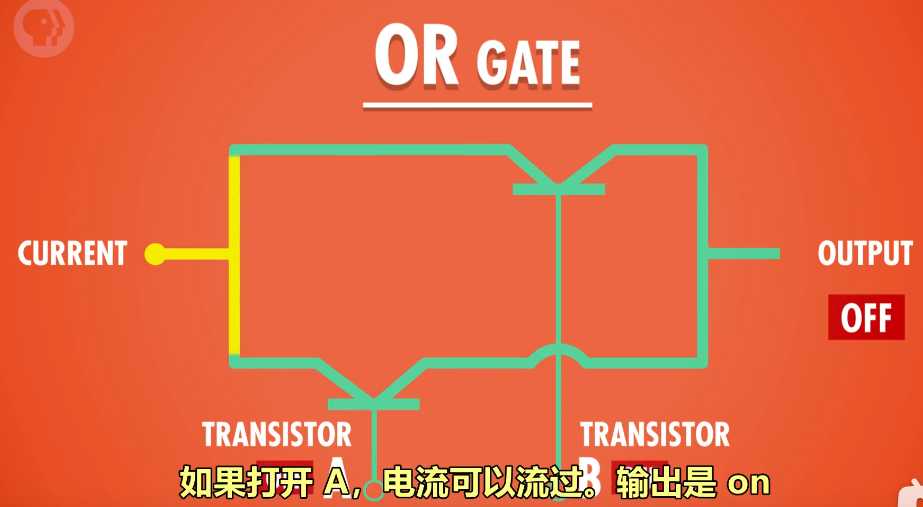 OR GATE
CURRENT
OUTPUT
OFF
TRANSISTOR
TRANSISTOR
A
B
如果打开 A，电流可以流过。输出是 on